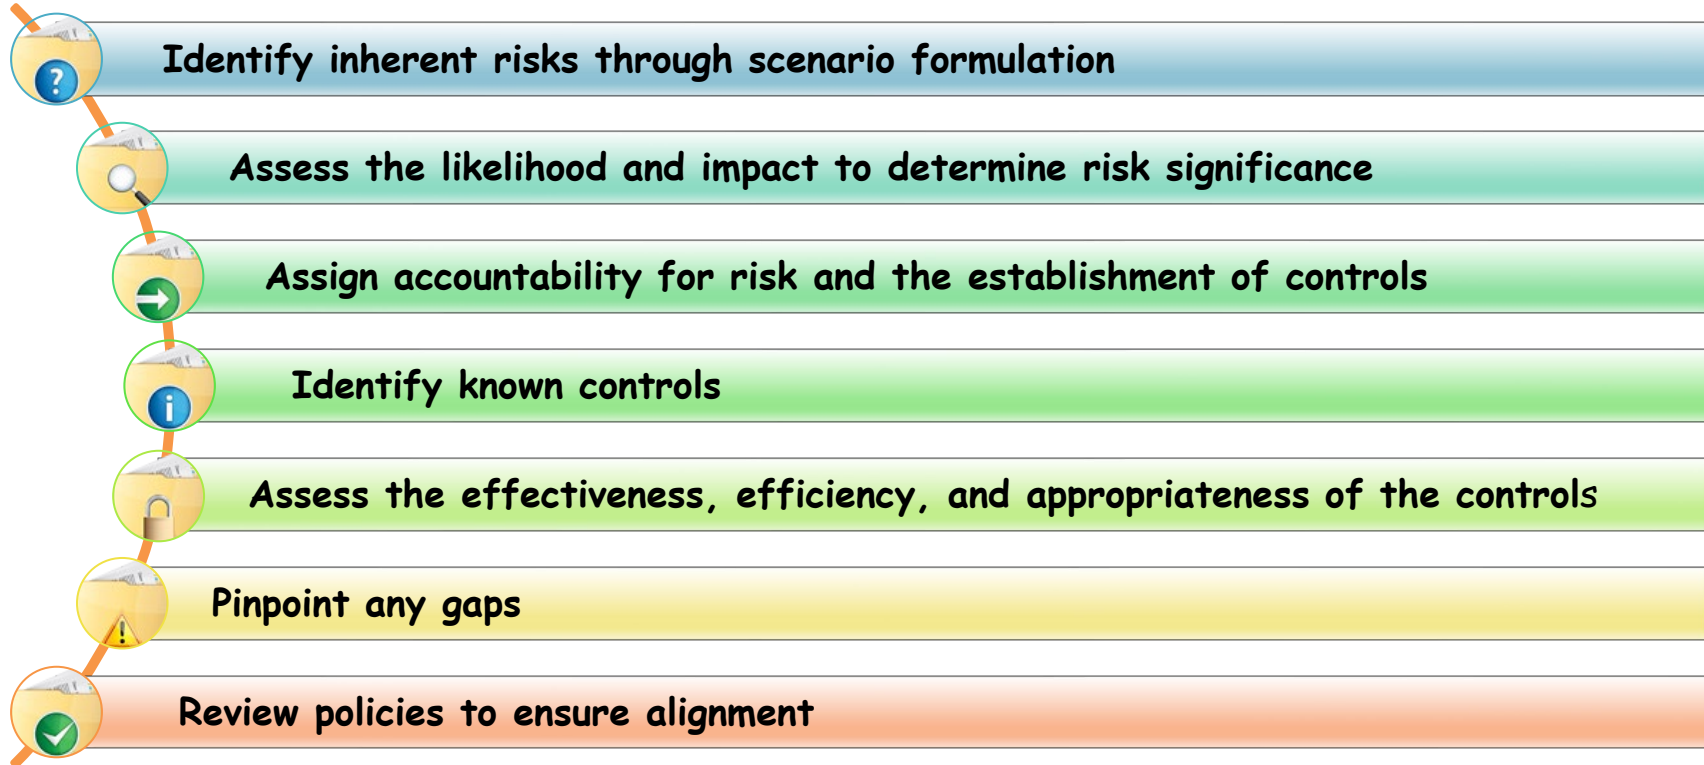 Identify inherent risks through scenario formulation
Assess the likelihood and impact to determine risk significance
Assign accountability for risk and the establishment of controls
Identify known controls
Assess the effectiveness, efficiency, and appropriateness of the controls
Pinpoint any gaps
Review policies to ensure alignment